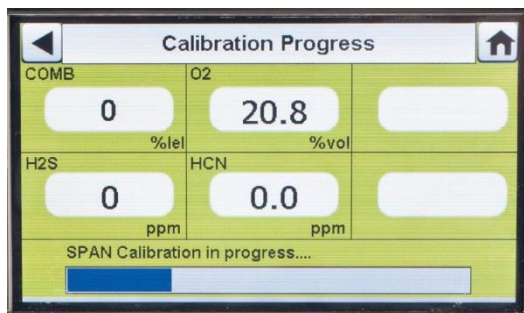 Calibration Progress
COMB
O2
0
20.8
%lel
%vol
H2S
HCN
0
0.0
ppm
ppm
SPAN Calibration in progress....